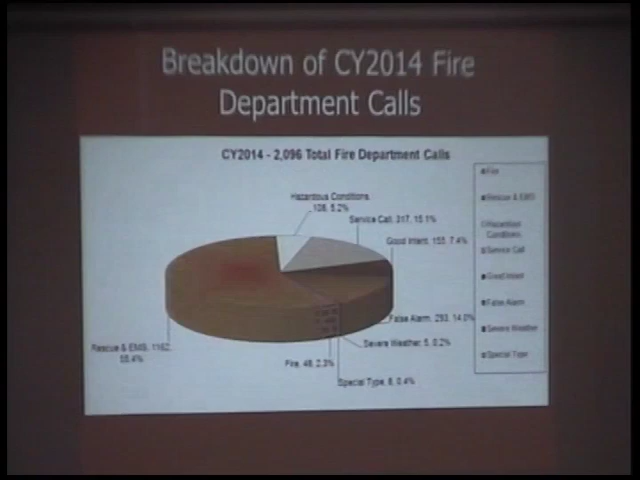 Breakdown of CY2014 Fire
Department Calls
CY2014 - 2,096 Total Fire Department Calls
Hazardous Conditions,
108, 5.2%
Service Call, 317, 15.1%
Good Intent, 155, 7.4%
False Alarm, 293, 14.0%
Severe Weather, 5, 0.2%
Special Type, 8, 0.4%
Fire, 48, 2.3%
Rescue & EMS, 1162,
55.4%
Fire
Rescue & EMS
Hazardous
Conditions
Service Call
Good Intent
False Alarm
Severe Weather
Special Type